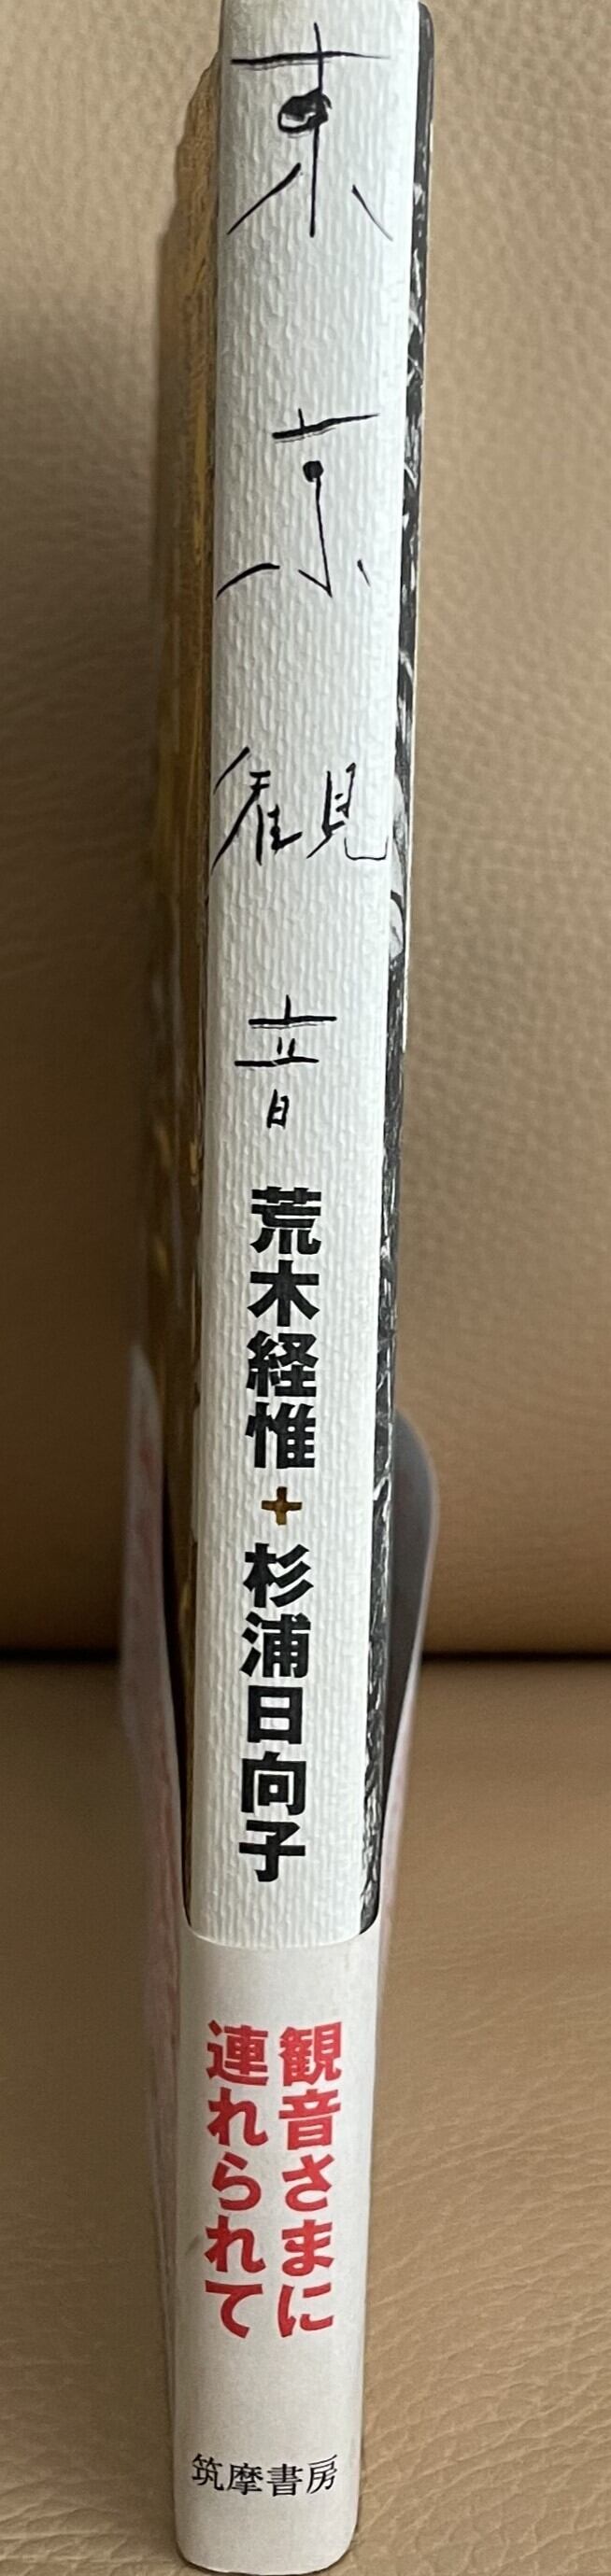 東京観音
荒木経惟+杉浦日向子
観音さまに
連れられて
筑摩書房